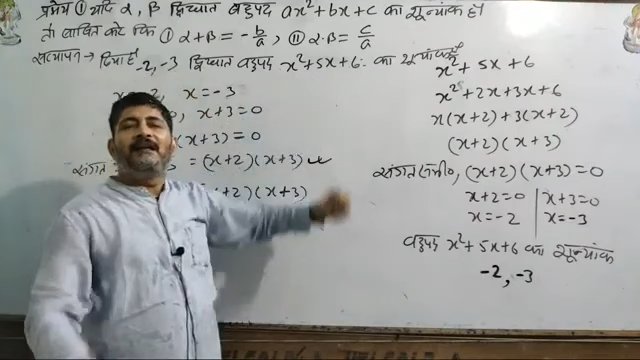 प्रमेय ① यदि α, β द्विघात बहुपद ax²+bx+c का शून्यांक हो
तो साबित करें कि ① α+β = -b/a, ⑪ α·β = c/a
सत्यापन → दिया है -2, -3 द्विघात बहुपद x²+5x+6 का शून्यांक है
x = -3
x+3=0
(x+3)=0
= (x+2)(x+3)
+2)(x+3)
x²+5x+6
x²+2x+3x+6
x(x+2)+3(x+2)
(x+2)(x+3)
संगत समी०, (x+2)(x+3)=0
x+2=0 | x+3=0
x=-2 | x=-3
बहुपद x²+5x+6 का शून्यांक
-2, -3